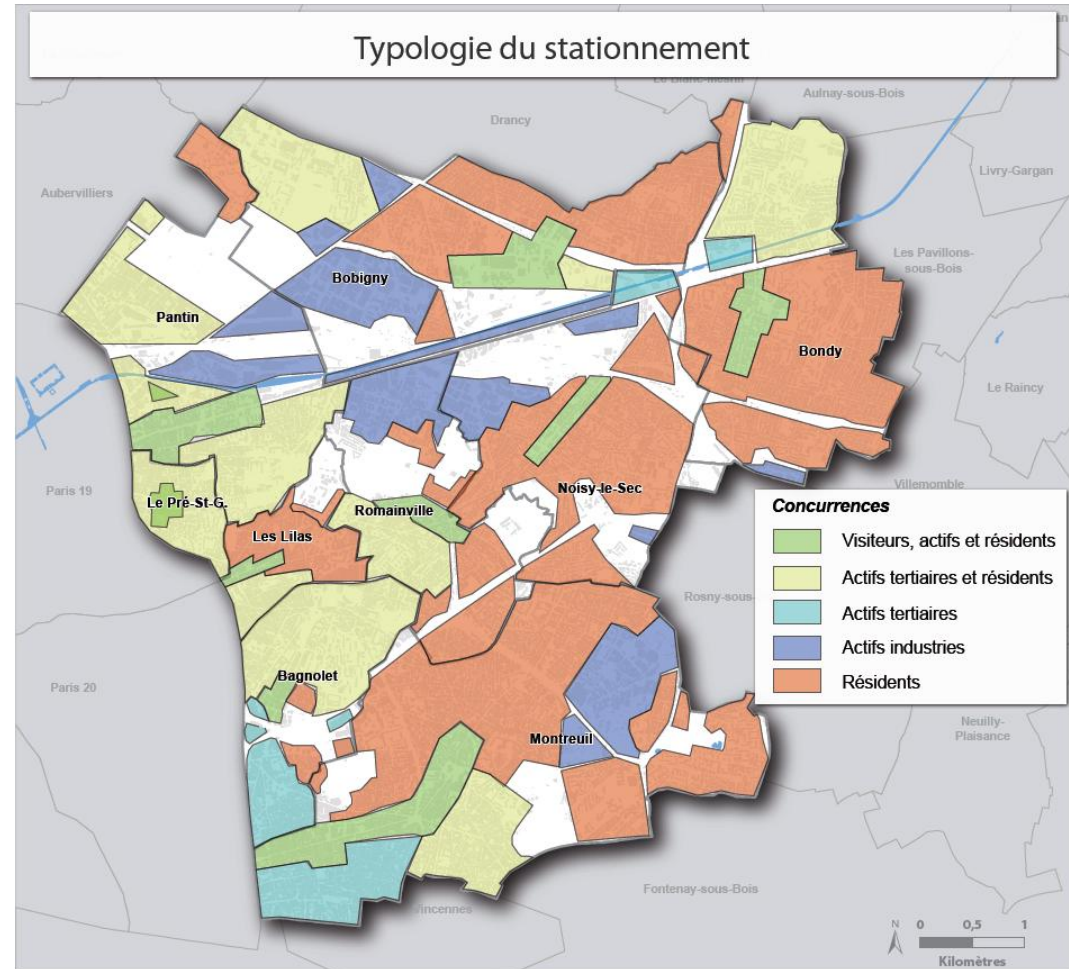 Typologie du stationnement
Aulnay-sous-Bois
Drancy
Livry-Gargan
Aubervilliers
Les Pavillons-
sous-Bois
Bobigny
Pantin
Bondy
Le Raincy
Paris 19
Le Pré-St-G.
Romainville
Noisy-le-Sec
Villemomble
Les Lilas
Concurrences
Visiteurs, actifs et résidents
Actifs tertiaires et résidents
Actifs tertiaires
Actifs industries
Résidents
Rosny-sous-
Bagnolet
Paris 20
Montreuil
Neuilly-
Plaisance
Fontenay-sous-Bois
Vincennes
N
0 0,5 1
Kilomètres